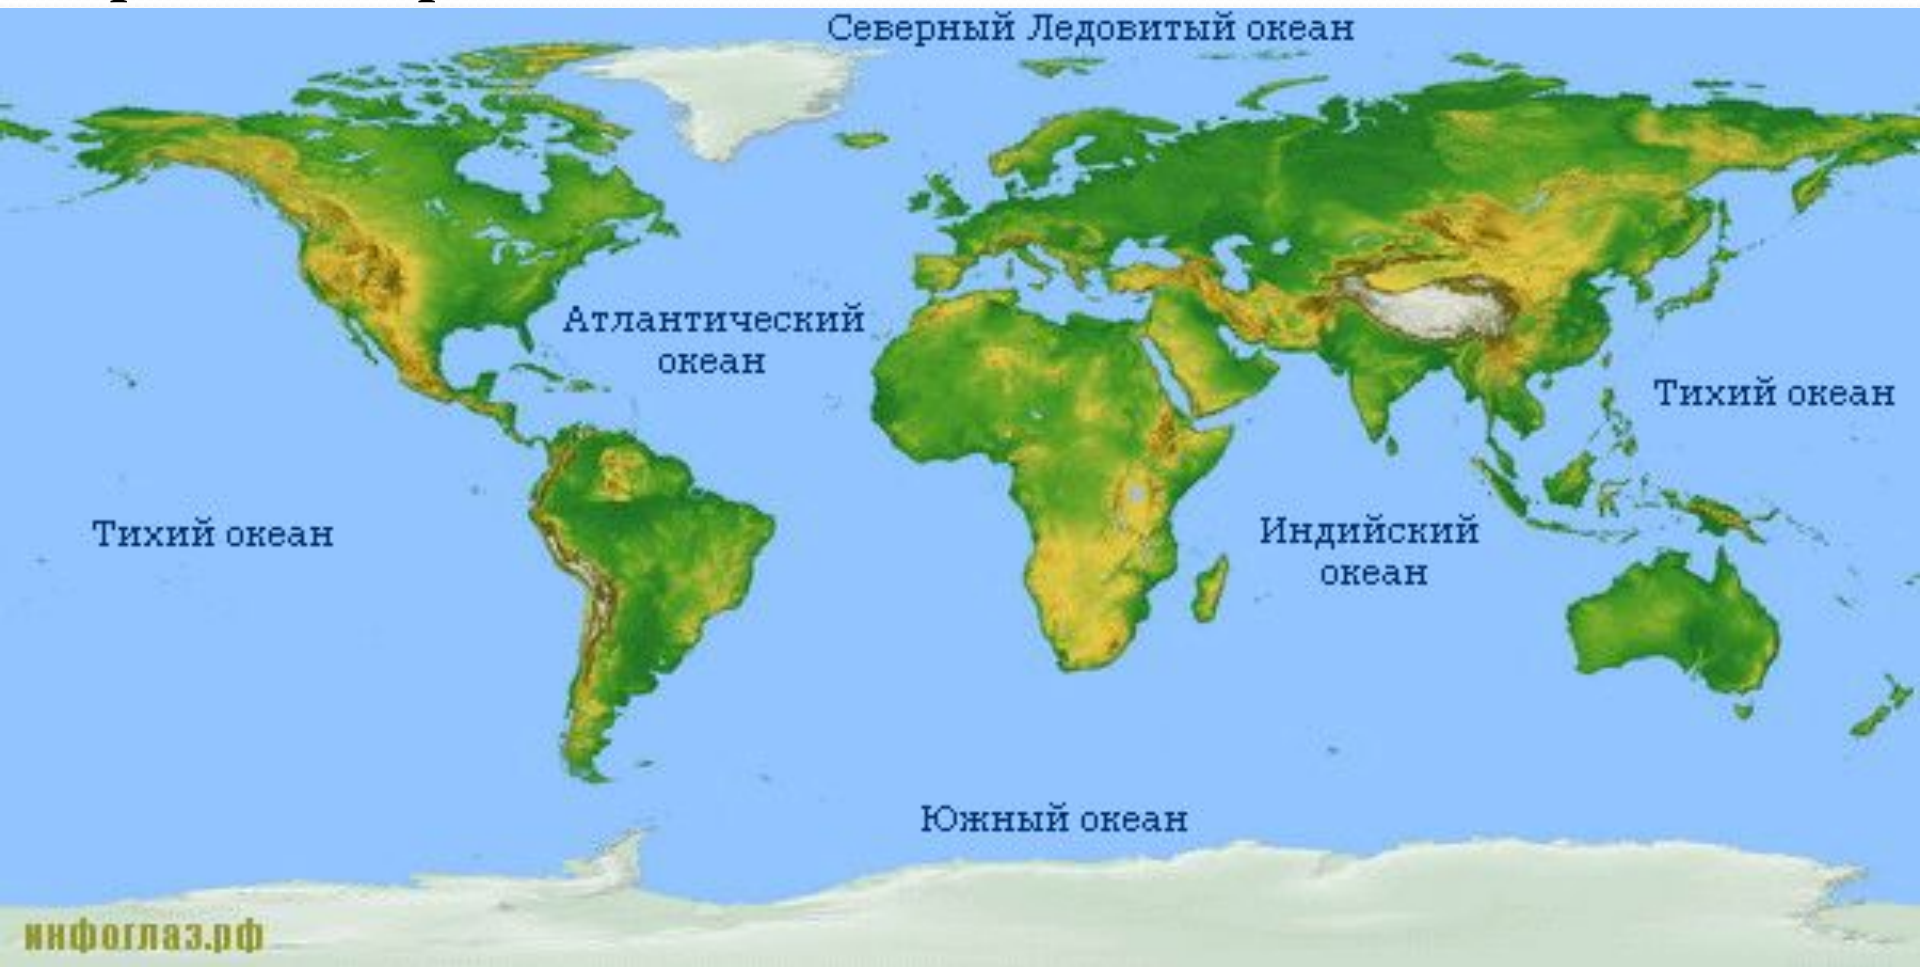 Северный Ледовитый океан
Атлантический
океан
Тихий океан
Тихий океан
Индийский
океан
Южный океан
инфоглаз.рф